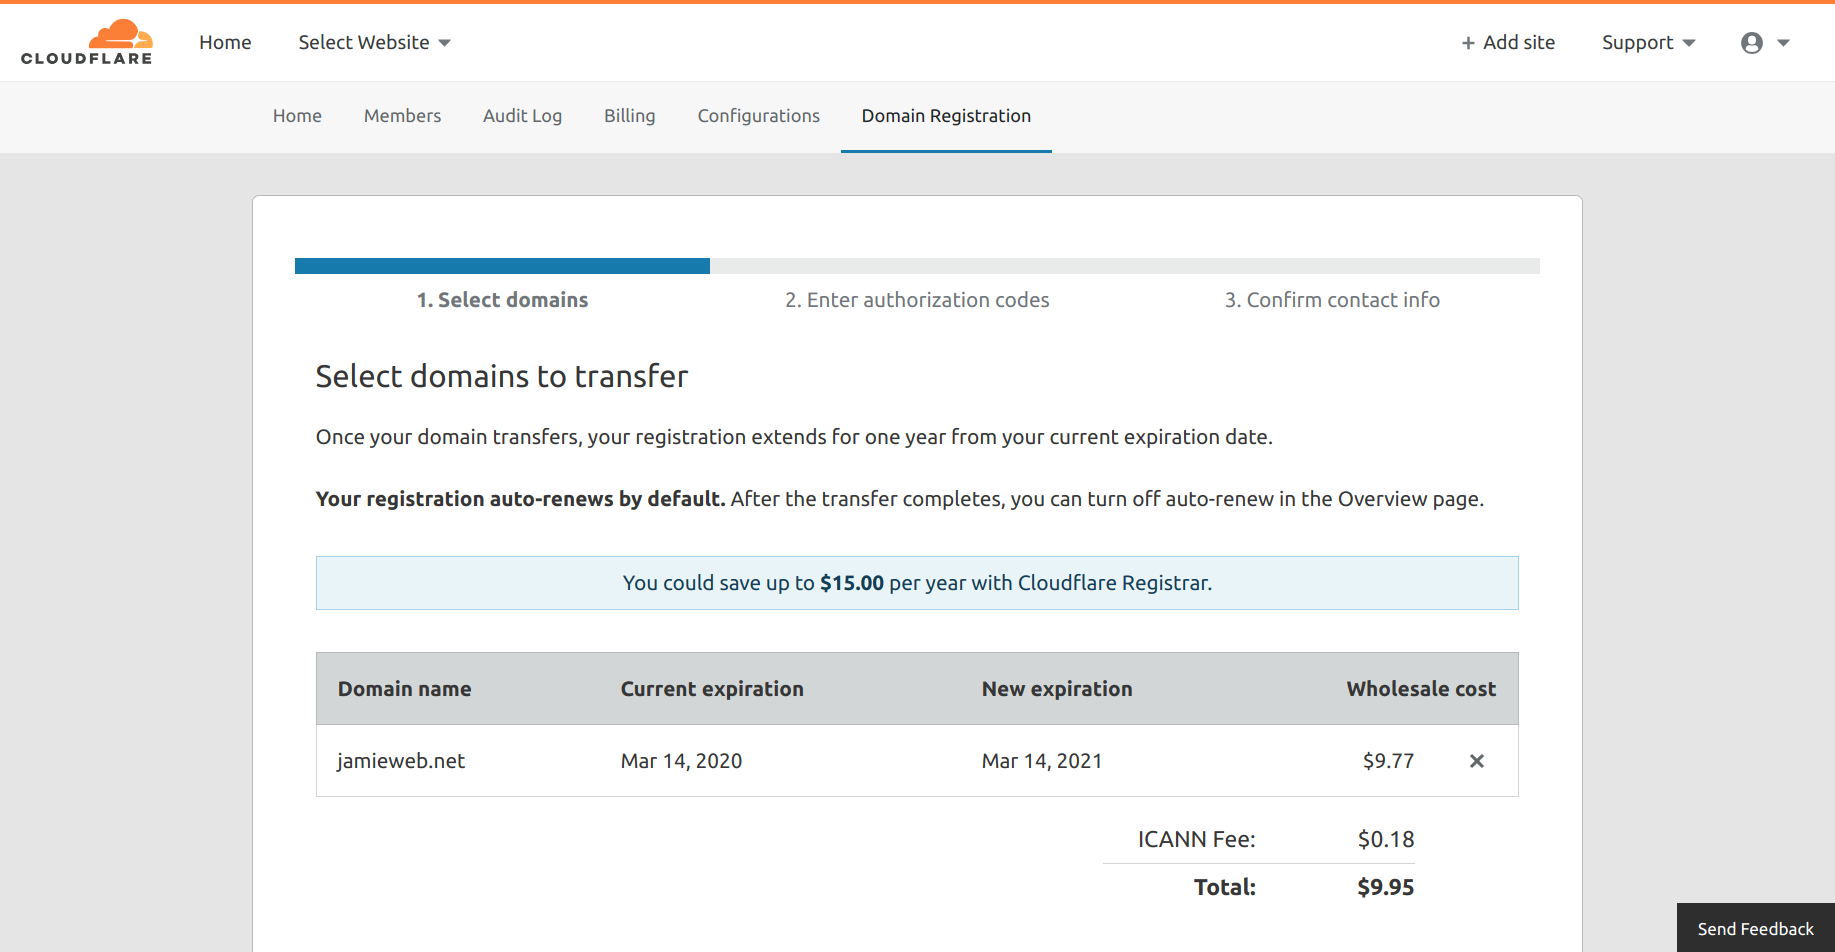 CLOUDFLARE Home Select Website + Add site Support
Home Members Audit Log Billing Configurations Domain Registration
1. Select domains 2. Enter authorization codes 3. Confirm contact info
Select domains to transfer
Once your domain transfers, your registration extends for one year from your current expiration date.
Your registration auto-renews by default. After the transfer completes, you can turn off auto-renew in the Overview page.
You could save up to $15.00 per year with Cloudflare Registrar.
Domain name Current expiration New expiration Wholesale cost
jamieweb.net Mar 14, 2020 Mar 14, 2021 $9.77 ×
ICANN Fee: $0.18
Total: $9.95
Send Feedback